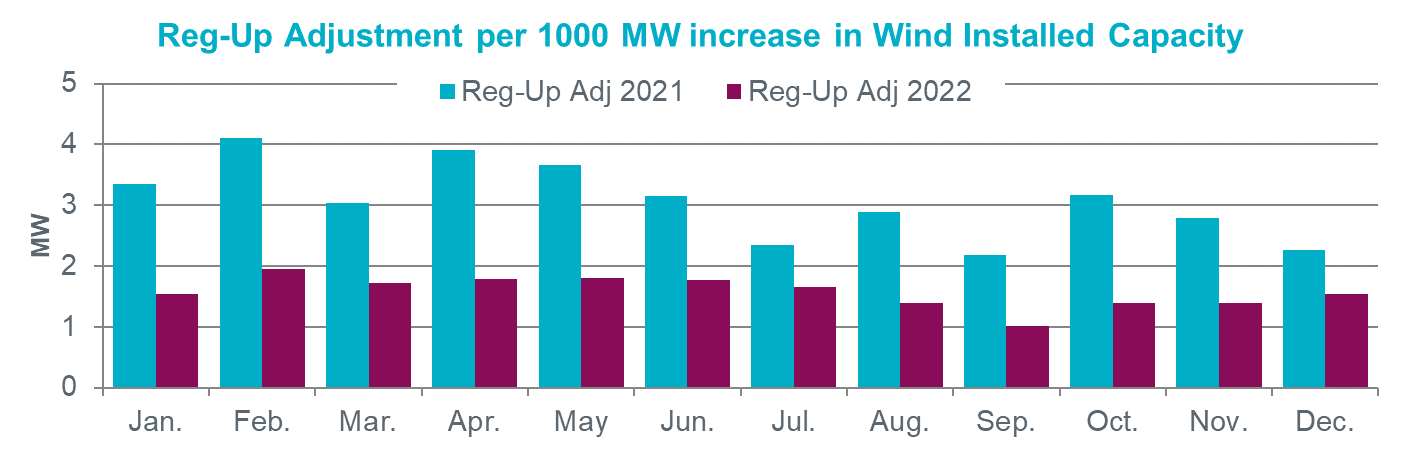 Reg-Up Adjustment per 1000 MW increase in Wind Installed Capacity
Reg-Up Adj 2021 Reg-Up Adj 2022
MW
5
4
3
2
1
0
Jan. Feb. Mar. Apr. May Jun. Jul. Aug. Sep. Oct. Nov. Dec.